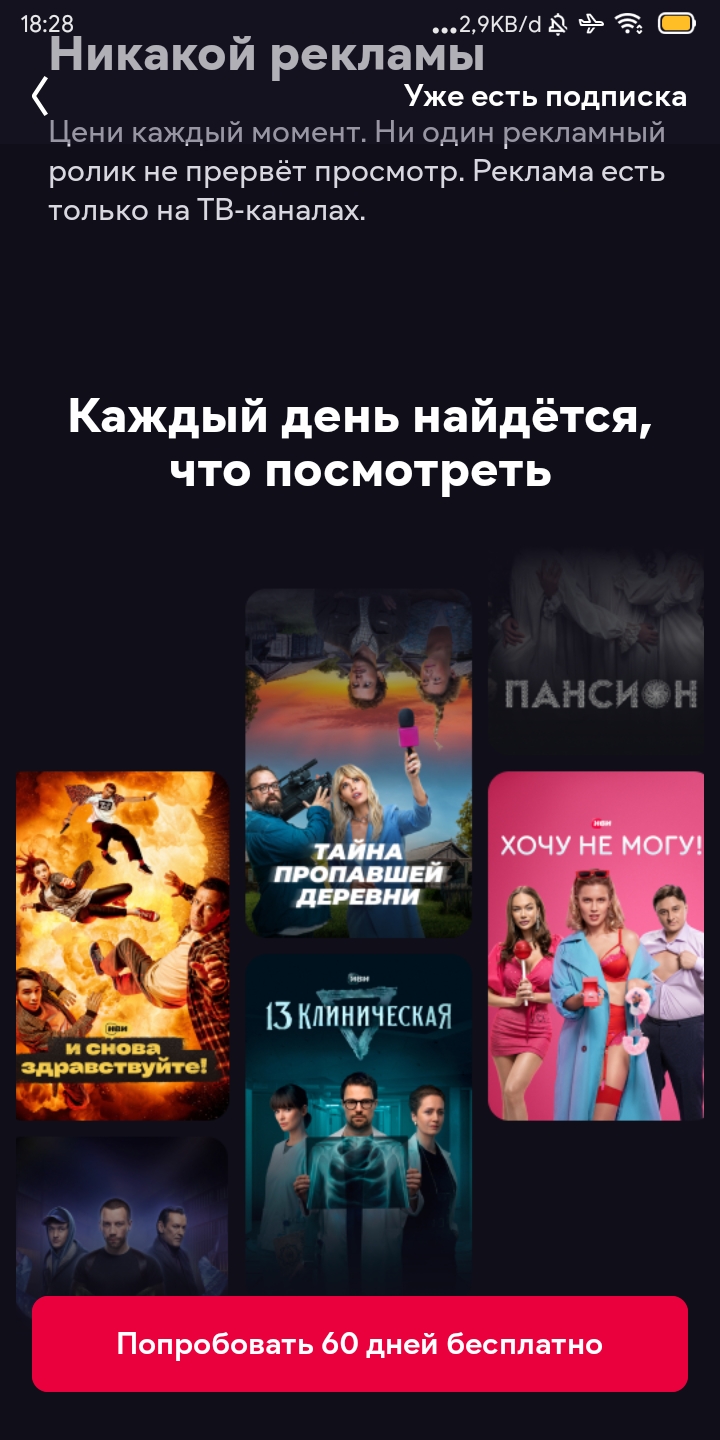 18:28
...2,9KB/d
Никакой рекламы
Уже есть подписка
Цени каждый момент. Ни один рекламный
ролик не прервёт просмотр. Реклама есть
только на ТВ-каналах.
Каждый день найдётся,
что посмотреть
ПАНСИОН
ТАЙНА
ПРОПАВШЕЙ
ДЕРЕВНИ
иви
ХОЧУ НЕ МОГУ!
иви
13 КЛИНИЧЕСКАЯ
иви
и снова
здравствуйте!
Попробовать 60 дней бесплатно